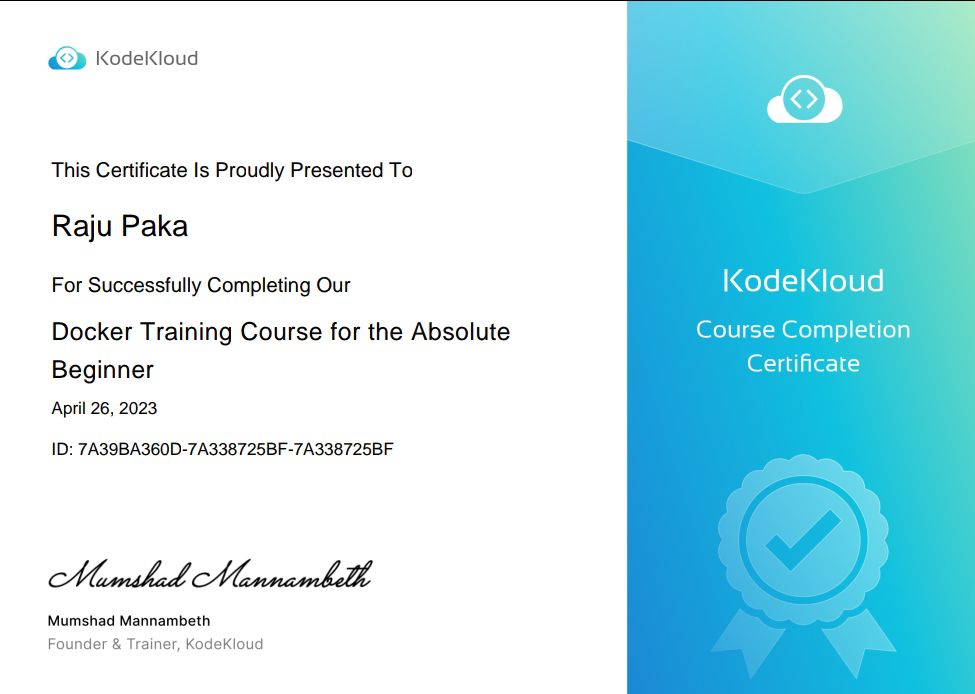 KodeKloud
This Certificate Is Proudly Presented To
Raju Paka
For Successfully Completing Our
Docker Training Course for the Absolute
Beginner
April 26, 2023
ID: 7A39BA360D-7A338725BF-7A338725BF
Mumshad Mannambeth
Mumshad Mannambeth
Founder & Trainer, KodeKloud
KodeKloud
Course Completion
Certificate